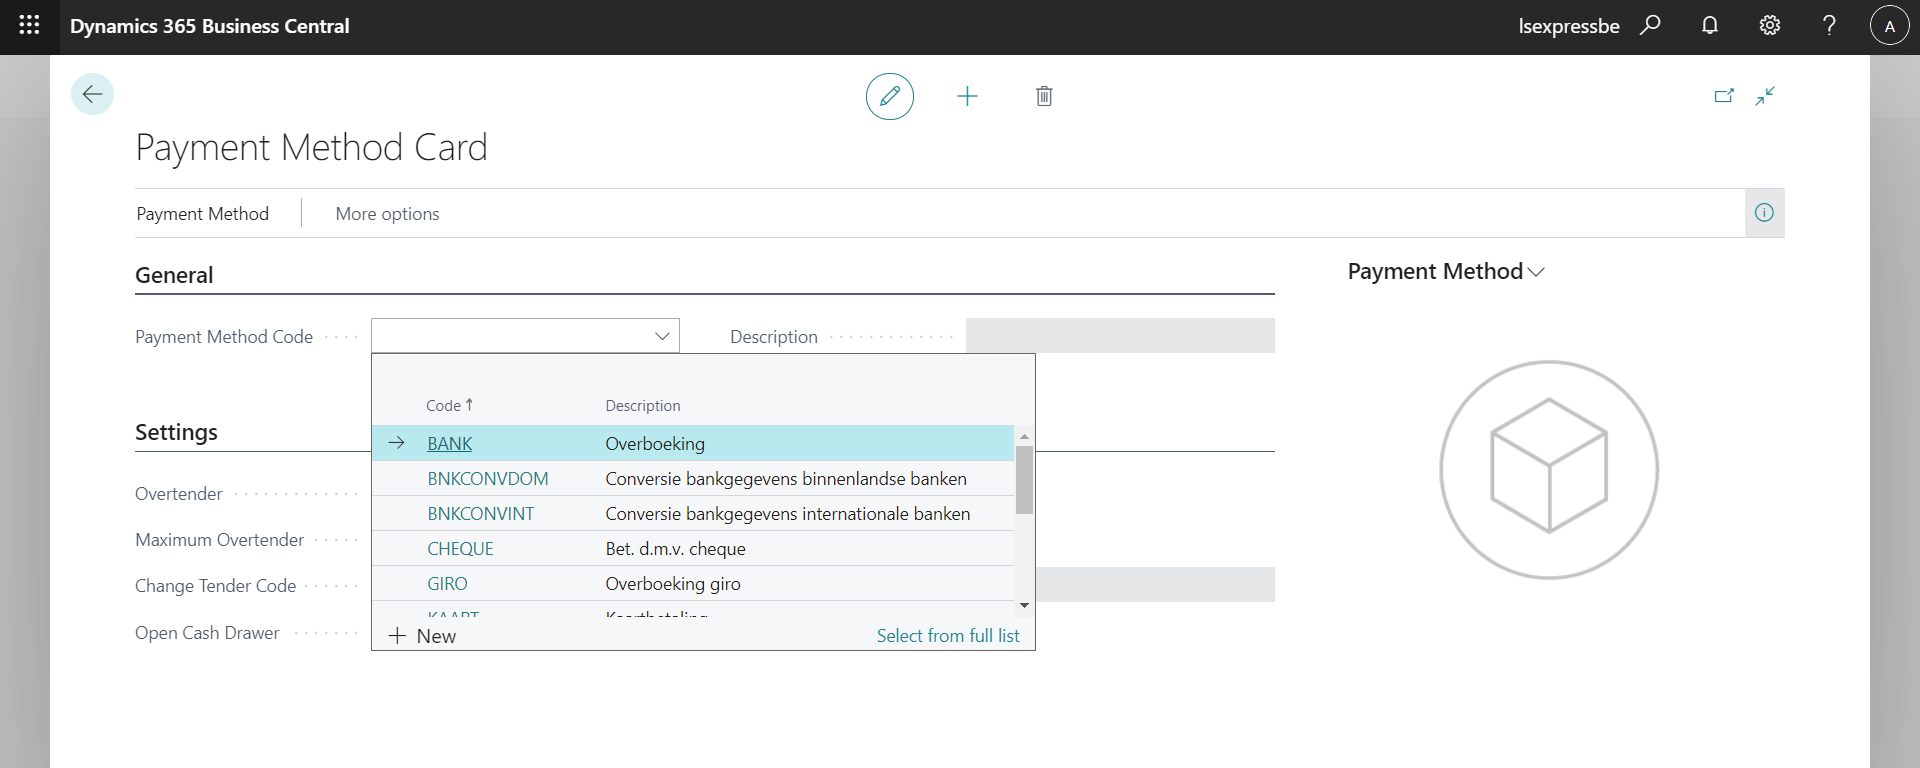 Dynamics 365 Business Central
lsexpressbe
A
Payment Method Card
Payment Method
More options
General
Payment Method
Payment Method Code
Description
Code
Description
BANK
Overboeking
BNKCONVDOM
Conversie bankgegevens binnenlandse banken
BNKCONVINT
Conversie bankgegevens internationale banken
CHEQUE
Bet. d.m.v. cheque
GIRO
Overboeking giro
New
Select from full list
Settings
Overtender
Maximum Overtender
Change Tender Code
Open Cash Drawer